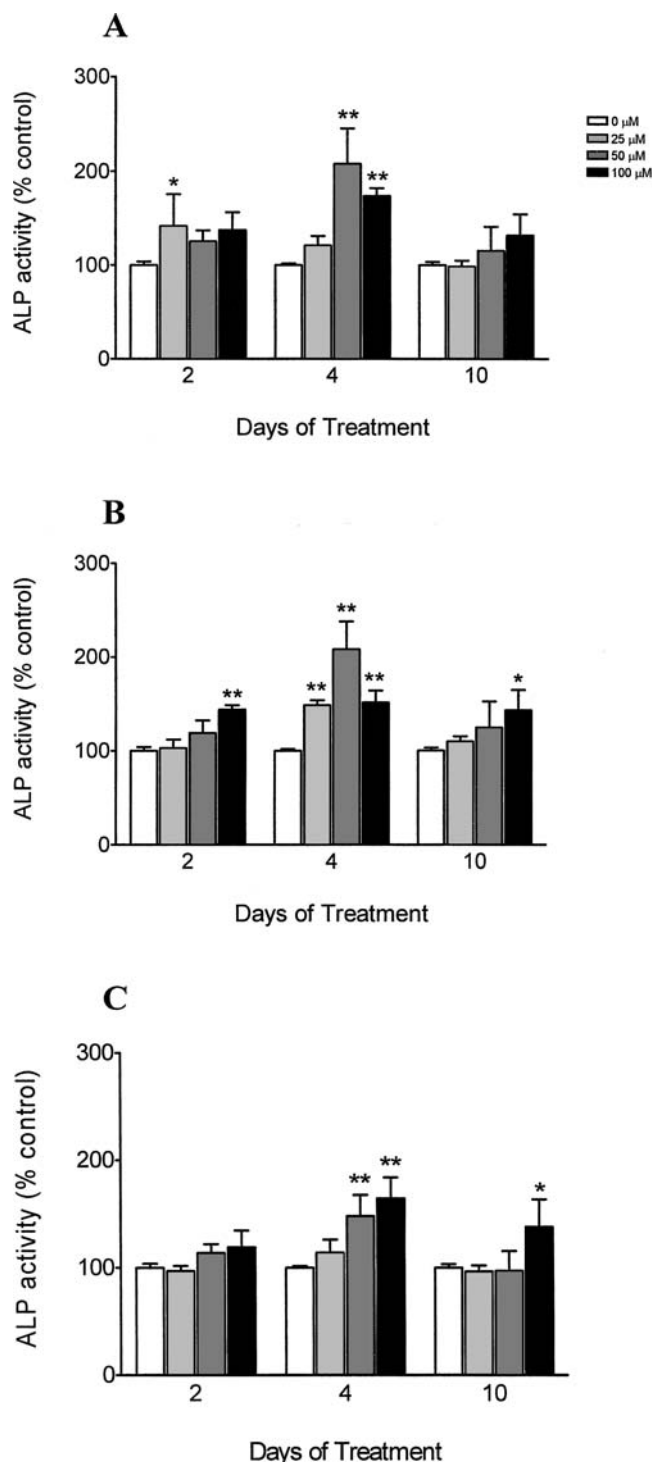 A
ALP activity (% control)
300
200
100
0
*
**
**
2
4
10
Days of Treatment
0 μM
25 μM
50 μM
100 μM
B
ALP activity (% control)
300
200
100
0
**
**
**
**
*
2
4
10
Days of Treatment
C
ALP activity (% control)
300
200
100
0
**
**
*
2
4
10
Days of Treatment